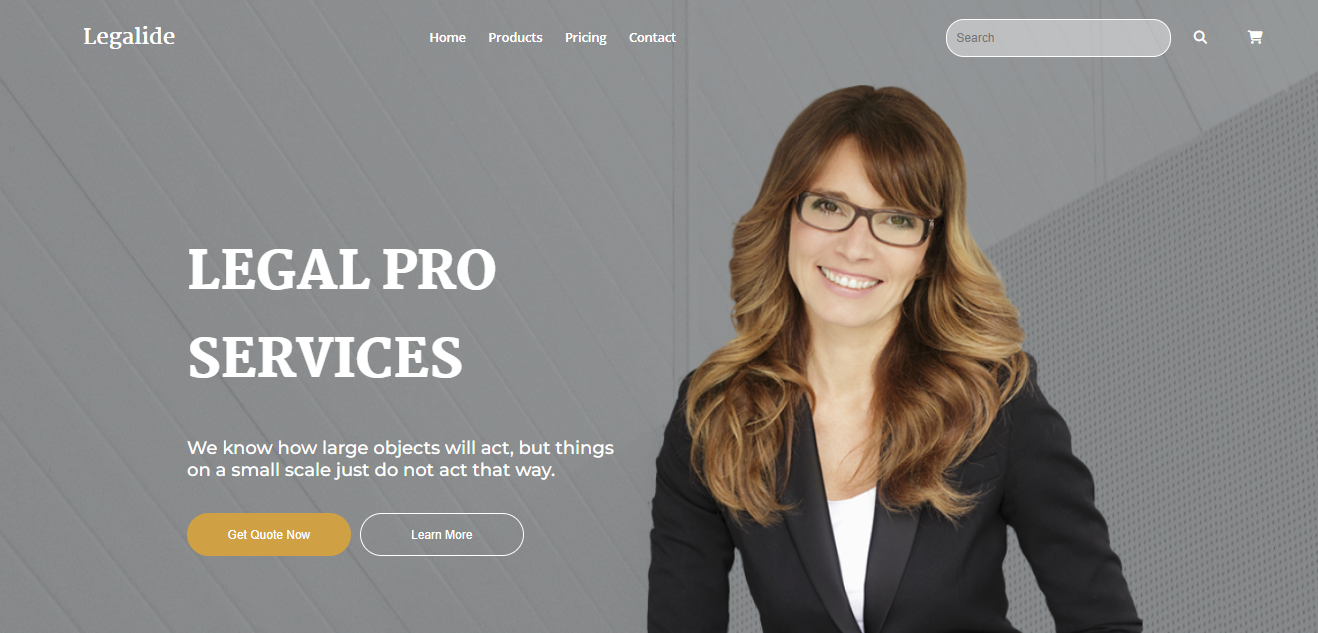 Legalide
Home Products Pricing Contact
Search
LEGAL PRO
SERVICES
We know how large objects will act, but things
on a small scale just do not act that way.
Get Quote Now
Learn More